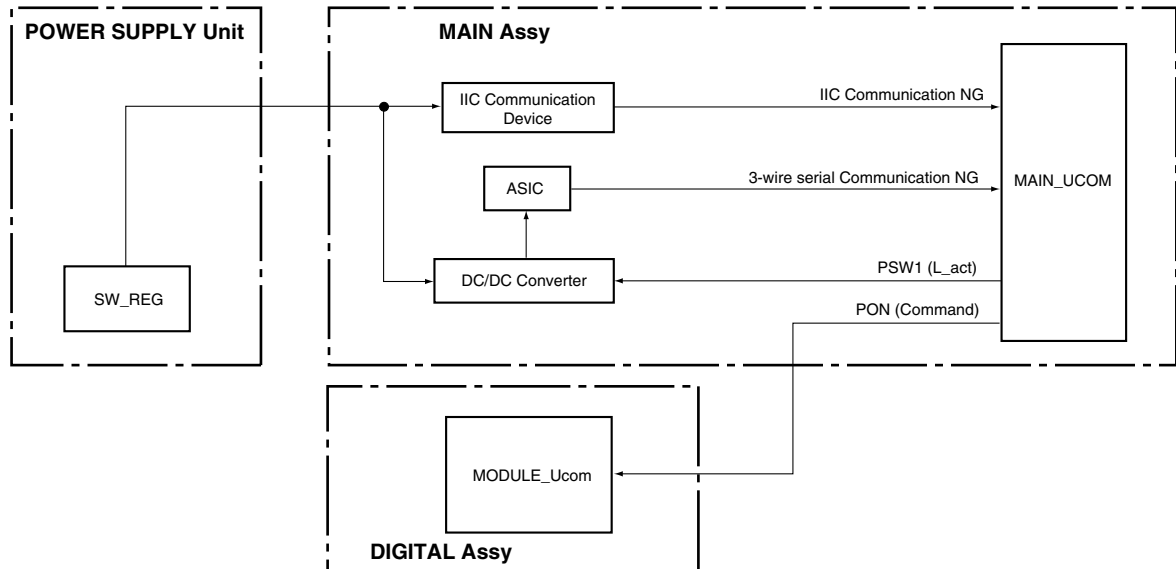 POWER SUPPLY Unit
SW_REG
MAIN Assy
IIC Communication
Device
IIC Communication NG
ASIC
3-wire serial Communication NG
MAIN_UCOM
DC/DC Converter
PSW1 (L_act)
PON (Command)
MODULE_Ucom
DIGITAL Assy